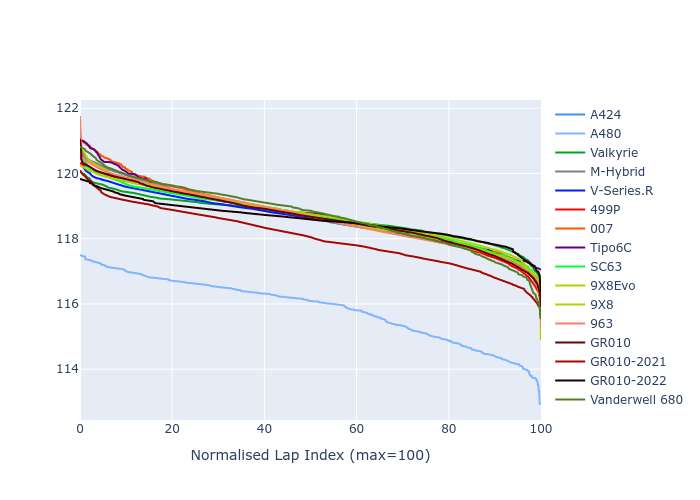 122
120
118
116
114
0 20 40 60 80 100
Normalised Lap Index (max=100)
A424
A480
Valkyrie
M-Hybrid
V-Series.R
499P
007
Tipo6C
SC63
9X8Evo
9X8
963
GR010
GR010-2021
GR010-2022
Vanderwell 680